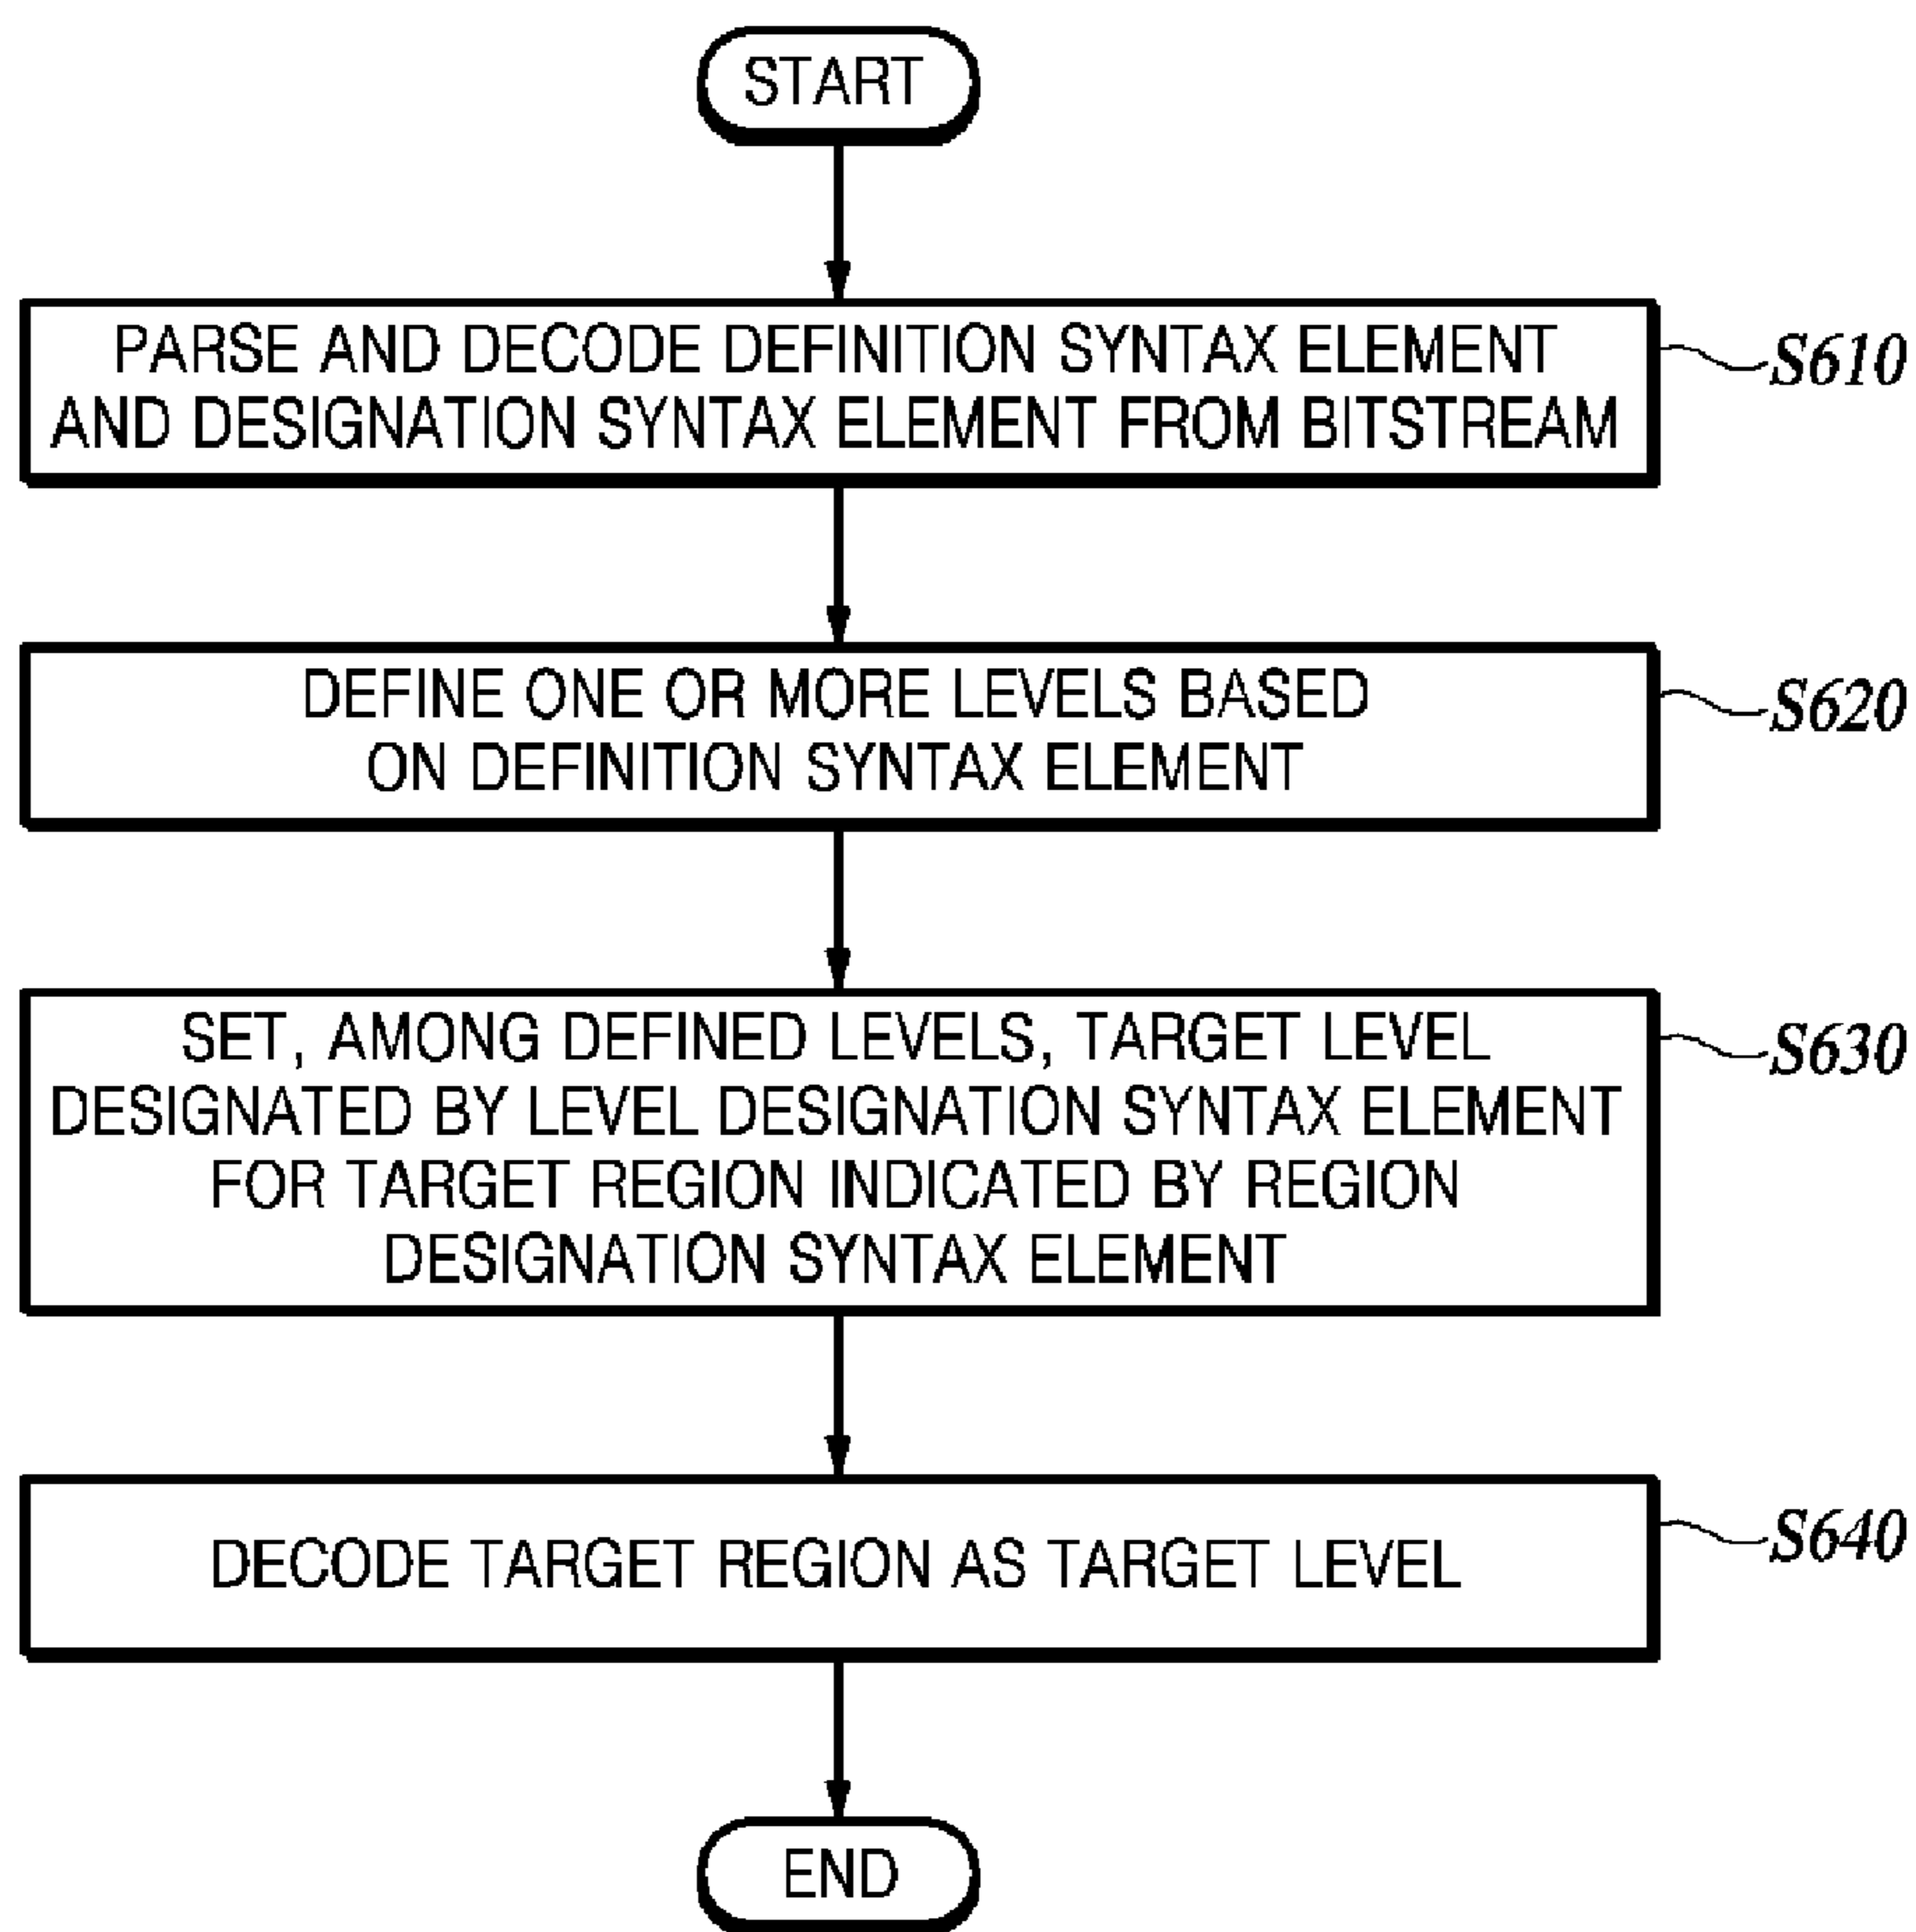 START
PARSE AND DECODE DEFINITION SYNTAX ELEMENT
AND DESIGNATION SYNTAX ELEMENT FROM BITSTREAM
S610
DEFINE ONE OR MORE LEVELS BASED
ON DEFINITION SYNTAX ELEMENT
S620
SET, AMONG DEFINED LEVELS, TARGET LEVEL
DESIGNATED BY LEVEL DESIGNATION SYNTAX ELEMENT
FOR TARGET REGION INDICATED BY REGION
DESIGNATION SYNTAX ELEMENT
S630
DECODE TARGET REGION AS TARGET LEVEL
S640
END